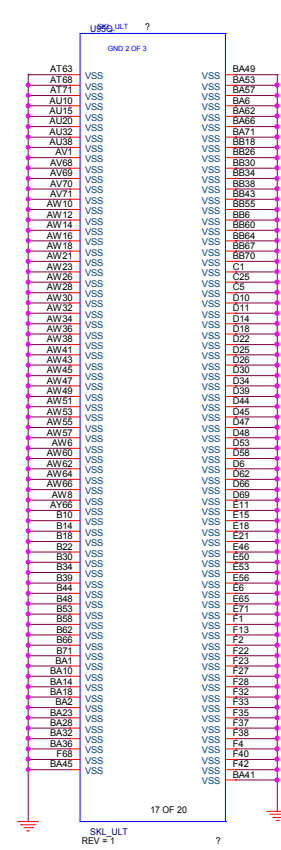 U95Q SKL_ULT ?
GND 2 OF 3
AT63 VSS VSS BA49
AT68 VSS VSS BA53
AT71 VSS VSS BA57
AU10 VSS VSS BA6
AU15 VSS VSS BA62
AU20 VSS VSS BA66
AU32 VSS VSS BA71
AU38 VSS VSS BB18
AV1 VSS VSS BB26
AV68 VSS VSS BB30
AV69 VSS VSS BB34
AV70 VSS VSS BB38
AV71 VSS VSS BB43
AW10 VSS VSS BB55
AW12 VSS VSS BB6
AW14 VSS VSS BB60
AW16 VSS VSS BB64
AW18 VSS VSS BB67
AW21 VSS VSS BB70
AW23 VSS VSS C1
AW26 VSS VSS C25
AW28 VSS VSS C5
AW30 VSS VSS D10
AW32 VSS VSS D11
AW34 VSS VSS D14
AW36 VSS VSS D18
AW38 VSS VSS D22
AW41 VSS VSS D25
AW43 VSS VSS D26
AW45 VSS VSS D30
AW47 VSS VSS D34
AW49 VSS VSS D39
AW51 VSS VSS D44
AW53 VSS VSS D45
AW55 VSS VSS D47
AW57 VSS VSS D48
AW6 VSS VSS D53
AW60 VSS VSS D58
AW62 VSS VSS D6
AW64 VSS VSS D62
AW66 VSS VSS D66
AW8 VSS VSS D69
AY66 VSS VSS E11
B10 VSS VSS E15
B14 VSS VSS E18
B18 VSS VSS E21
B22 VSS VSS E46
B30 VSS VSS E50
B34 VSS VSS E53
B39 VSS VSS E56
B44 VSS VSS E6
B48 VSS VSS E65
B53 VSS VSS E71
B58 VSS VSS F1
B62 VSS VSS F13
B66 VSS VSS F2
B71 VSS VSS F22
BA1 VSS VSS F23
BA10 VSS VSS F27
BA14 VSS VSS F28
BA18 VSS VSS F32
BA2 VSS VSS F33
BA23 VSS VSS F35
BA28 VSS VSS F37
BA32 VSS VSS F38
BA36 VSS VSS F4
F68 VSS VSS F40
BA45 VSS VSS F42
VSS BA41
17 OF 20
SKL_ULT
REV = 1 ?